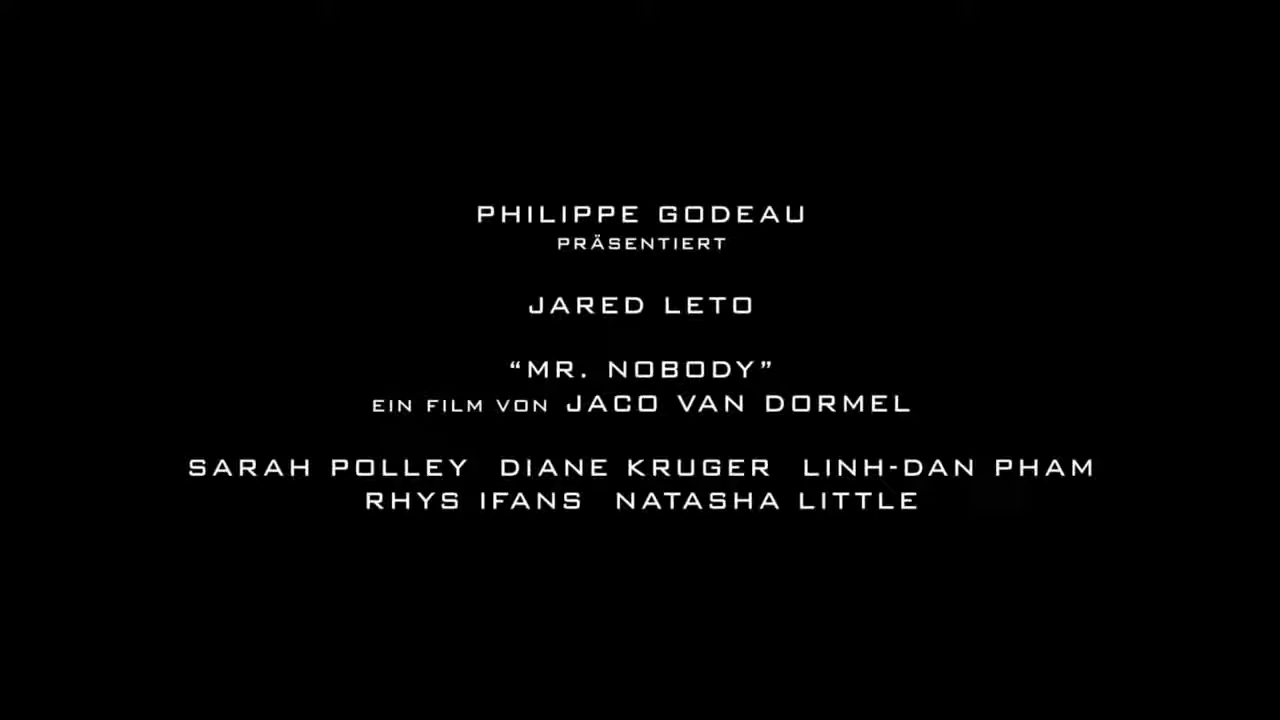 PHILIPPE GODEAU
PRÄSENTIERT
JARED LETO
“MR. NOBODY”
EIN FILM VON JACO VAN DORMEL
SARAH POLLEY DIANE KRUGER LINH-DAN PHAM
RHYS IFANS NATASHA LITTLE